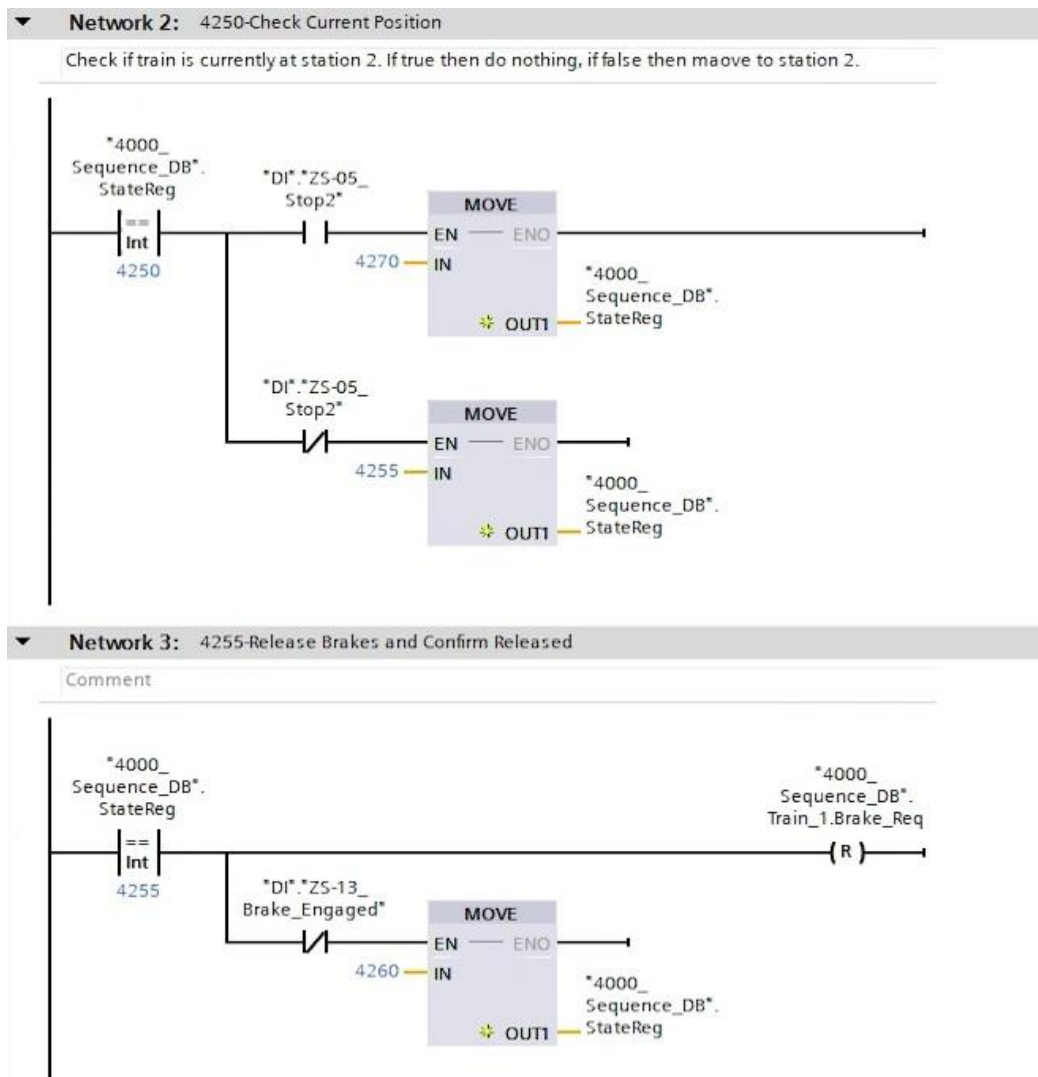 Network 2: 4250-Check Current Position
Check if train is currently at station 2. If true then do nothing, if false then maove to station 2.
"4000_
Sequence_DB".
StateReg
==
Int
4250
"DI"."ZS-05_
Stop2"
MOVE
EN ENO
4270 IN
OUT1
"4000_
Sequence_DB".
StateReg
"DI"."ZS-05_
Stop2"
MOVE
EN ENO
4255 IN
OUT1
"4000_
Sequence_DB".
StateReg
Network 3: 4255-Release Brakes and Confirm Released
Comment
"4000_
Sequence_DB".
StateReg
==
Int
4255
"4000_
Sequence_DB".
Train_1.Brake_Req
R
"DI"."ZS-13_
Brake_Engaged"
MOVE
EN ENO
4260 IN
OUT1
"4000_
Sequence_DB".
StateReg